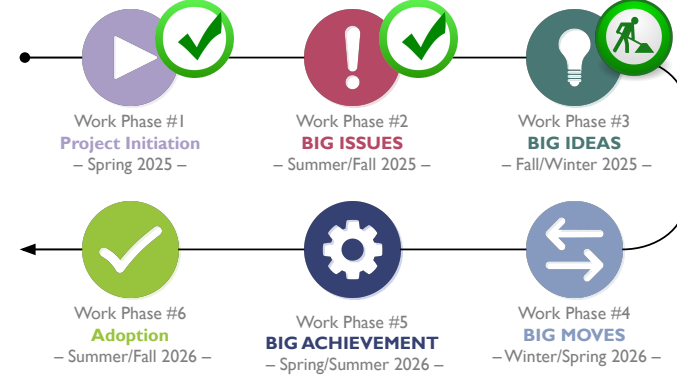 Work Phase #1
Project Initiation
– Spring 2025 –
Work Phase #2
BIG ISSUES
– Summer/Fall 2025 –
Work Phase #3
BIG IDEAS
– Fall/Winter 2025 –
Work Phase #6
Adoption
– Summer/Fall 2026 –
Work Phase #5
BIG ACHIEVEMENT
– Spring/Summer 2026 –
Work Phase #4
BIG MOVES
– Winter/Spring 2026 –